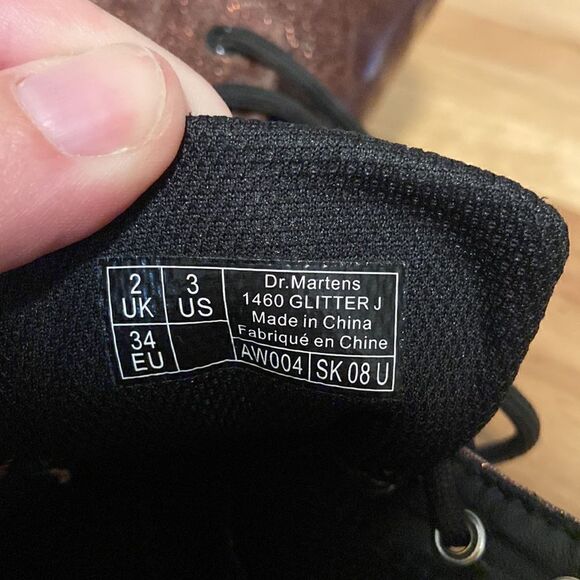 2 UK
3 US
34 EU
Dr.Martens
1460 GLITTER J
Made in China
Fabriqué en Chine
AW004 SK 08 U